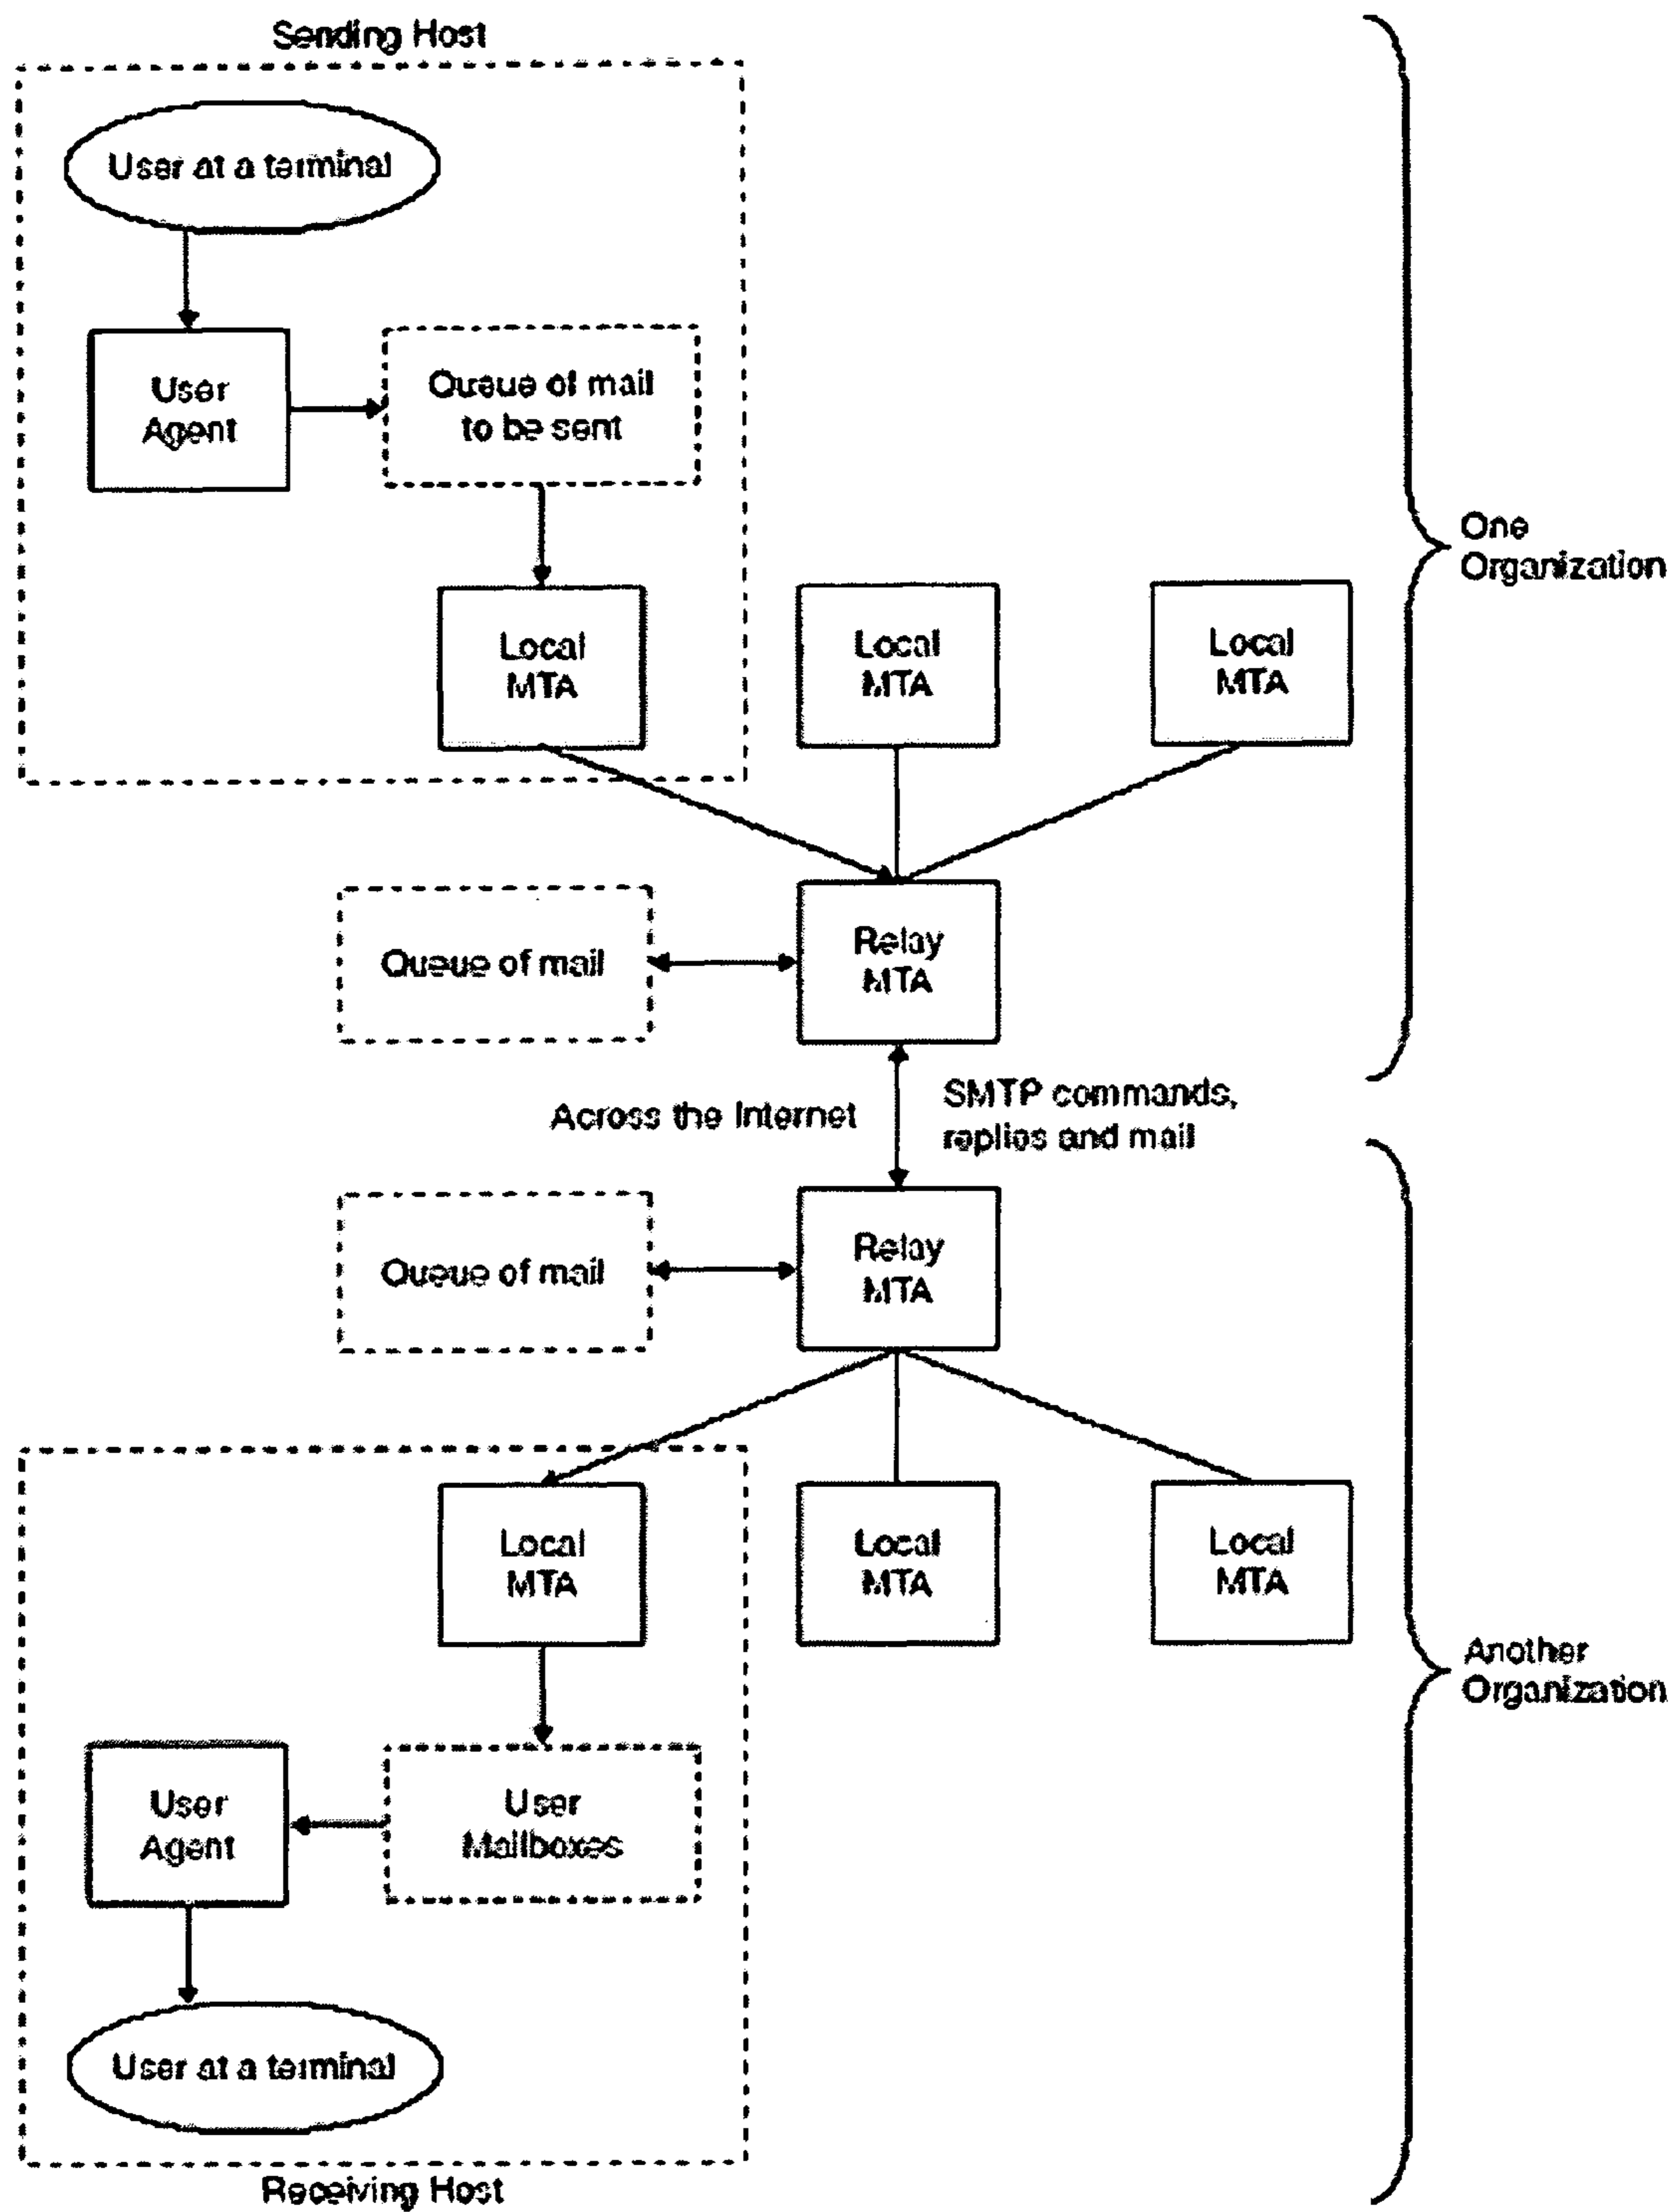 Sending Host
User at a terminal
User
Agent
Queue of mail
to be sent
One
Organization
Local
MTA
Local
MTA
Local
MTA
Queue of mail
Relay
MTA
Across the Internet
SMTP commands,
replies and mail
Queue of mail
Relay
MTA
Local
MTA
Local
MTA
Local
MTA
Another
Organization
User
Agent
User
Mailboxes
User at a terminal
Receiving Host